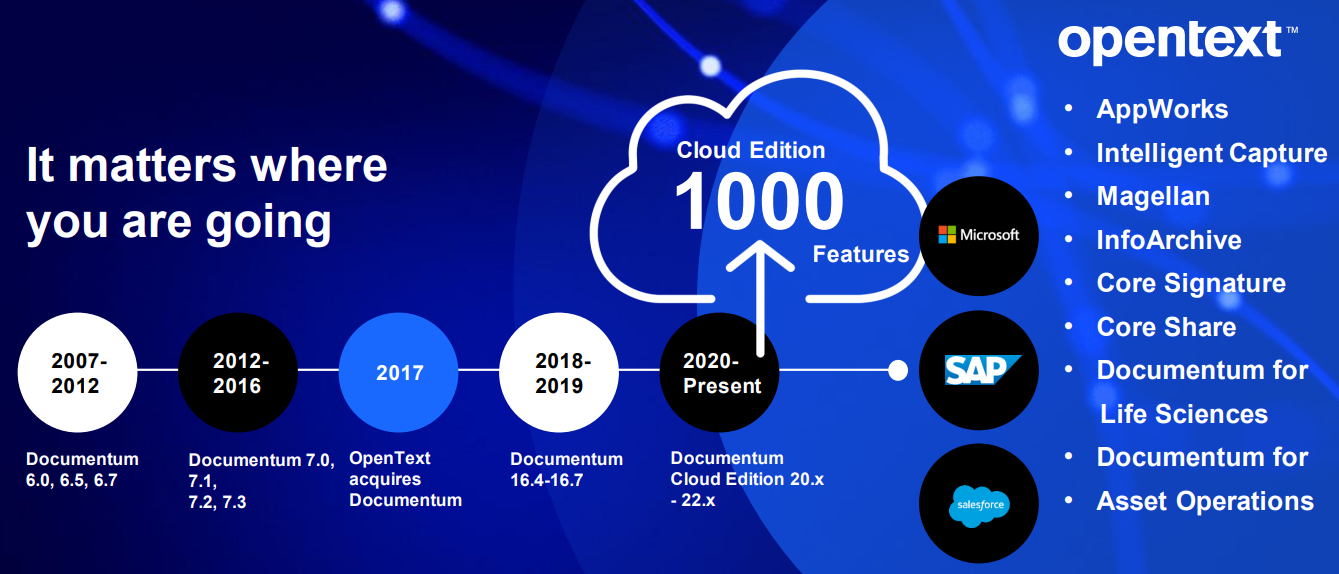 It matters where
you are going
Cloud Edition
1000
Features
2007-
2012
Documentum
6.0, 6.5, 6.7
2012-
2016
Documentum 7.0,
7.1,
7.2, 7.3
2017
OpenText
acquires
Documentum
2018-
2019
Documentum
16.4-16.7
2020-
Present
Documentum
Cloud Edition 20.x
- 22.x
Microsoft
SAP
salesforce
opentext™
• AppWorks
• Intelligent Capture
• Magellan
• InfoArchive
• Core Signature
• Core Share
• Documentum for
Life Sciences
• Documentum for
• Asset Operations